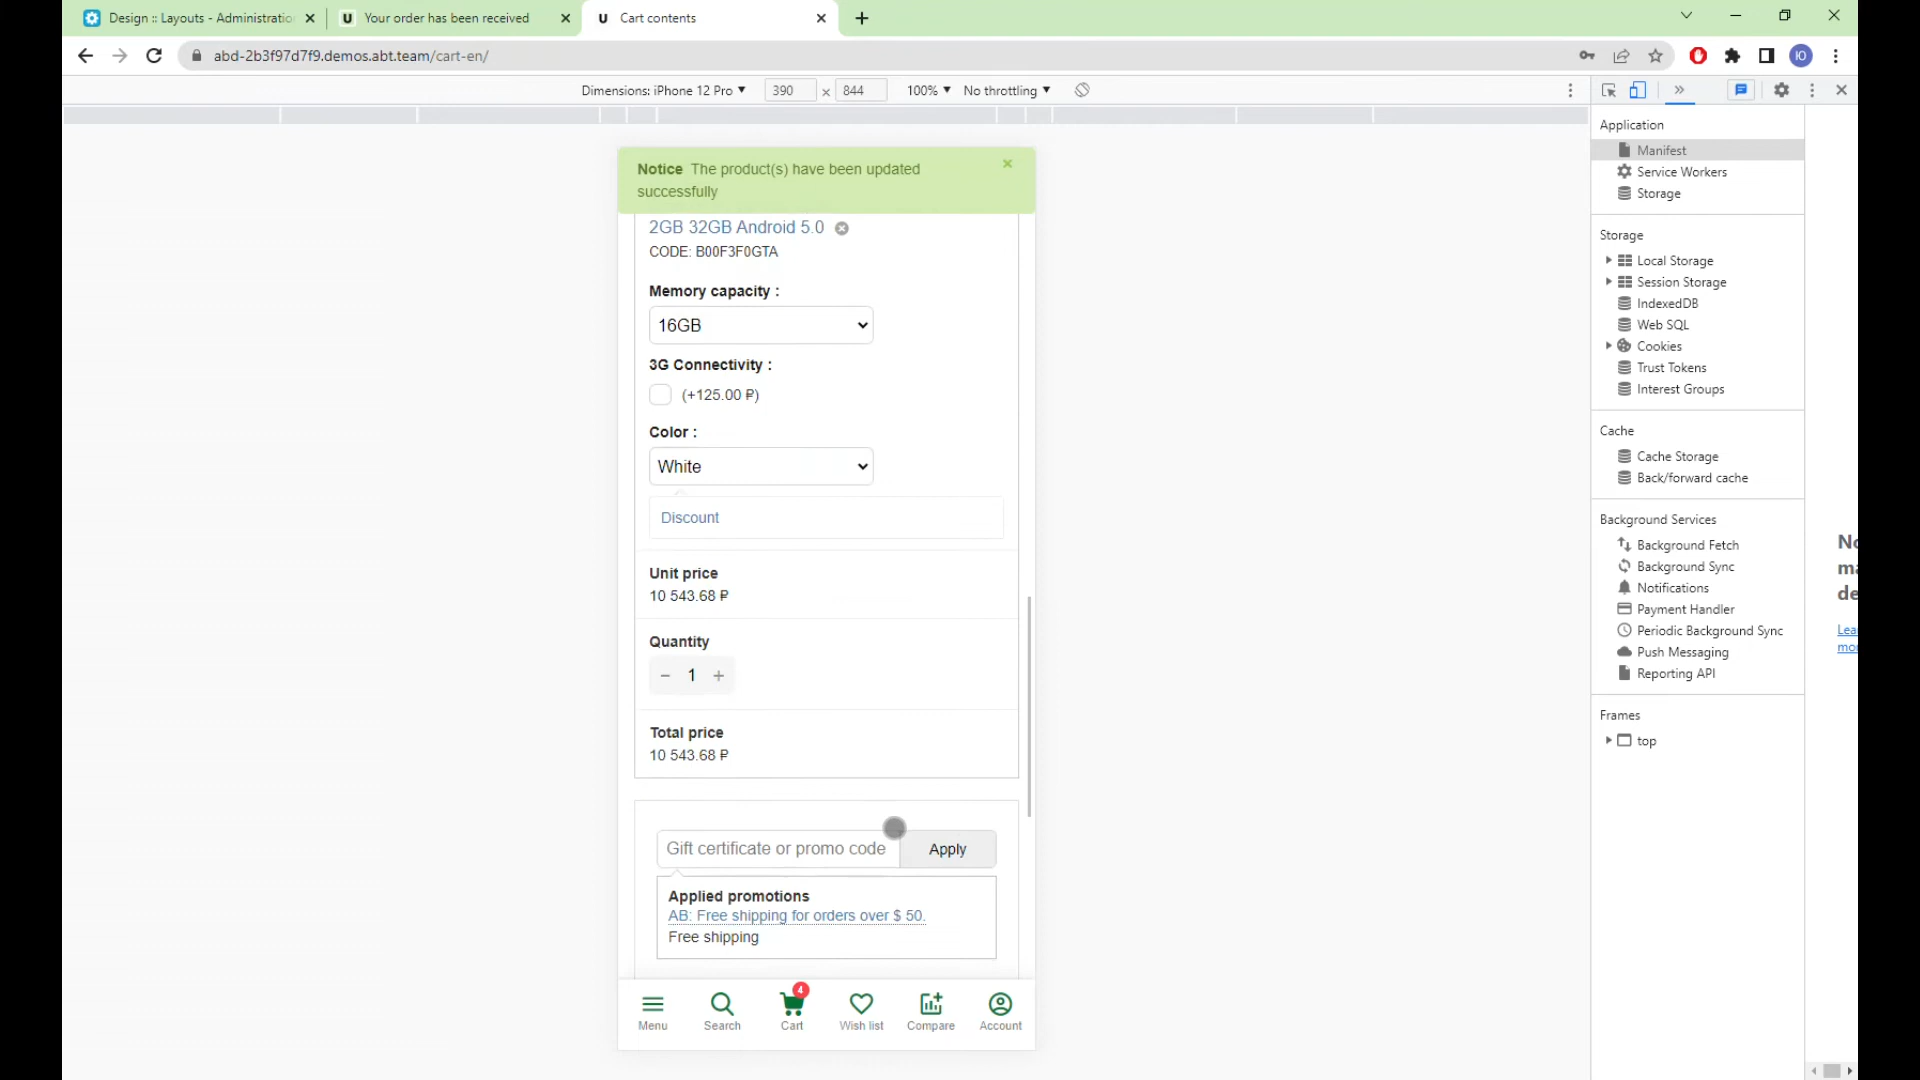 Design :: Layouts - Administratio
Your order has been received
Cart contents
abd-2b3f97d7f9.demos.abt.team/cart-en/
Ю
Dimensions: iPhone 12 Pro ▼
390 × 844
100% ▼
No throttling ▼
Notice The product(s) have been updated
successfully
2GB 32GB Android 5.0
CODE: B00F3F0GTA
Memory capacity :
16GB
3G Connectivity :
(+125.00 ₽)
Color :
White
Discount
Unit price
10 543.68 ₽
Quantity
− 1 +
Total price
10 543.68 ₽
Gift certificate or promo code
Apply
Applied promotions
AB: Free shipping for orders over $ 50.
Free shipping
4
Menu
Search
Cart
Wish list
Compare
Account
Application
Manifest
Service Workers
Storage
Storage
Local Storage
Session Storage
IndexedDB
Web SQL
Cookies
Trust Tokens
Interest Groups
Cache
Cache Storage
Back/forward cache
Background Services
Background Fetch
Background Sync
Notifications
Payment Handler
Periodic Background Sync
Push Messaging
Reporting API
Frames
top
No
ma
de
Lea
mo